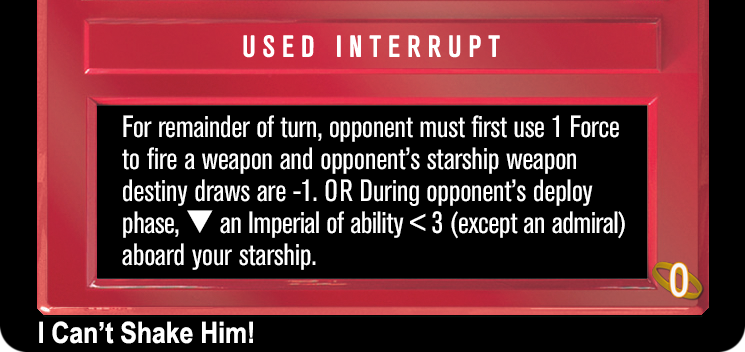 USED INTERRUPT
For remainder of turn, opponent must first use 1 Force
to fire a weapon and opponent's starship weapon
destiny draws are -1. OR During opponent's deploy
phase, ▼ an Imperial of ability < 3 (except an admiral)
aboard your starship.
0
I Can't Shake Him!